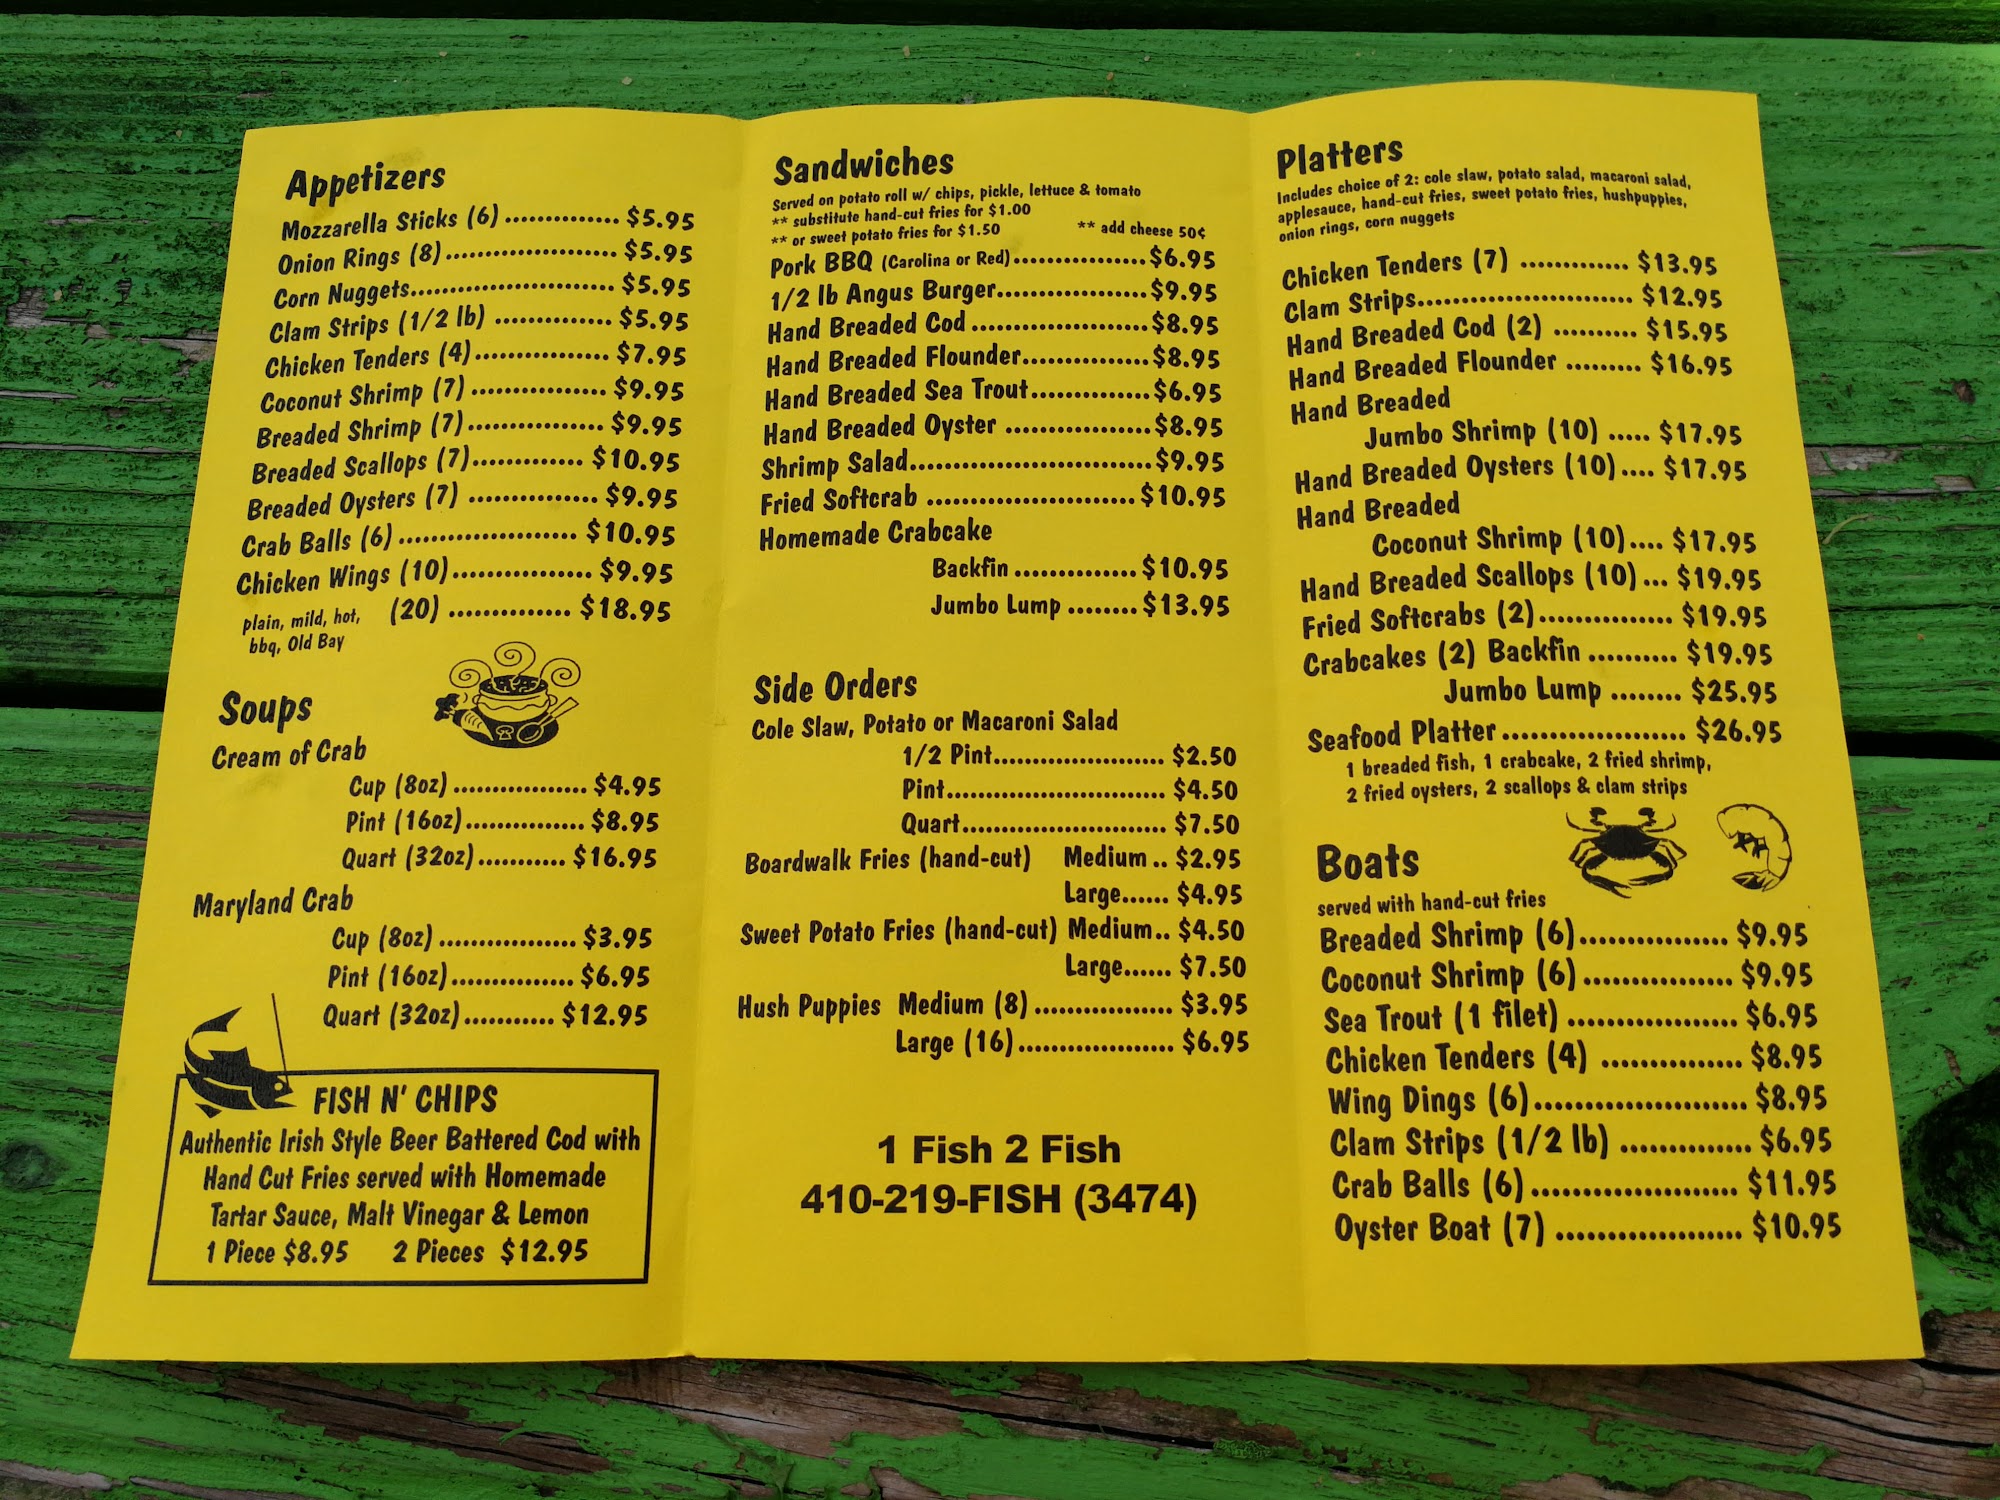 Appetizers
Mozzarella Sticks (6) .............. $5.95
Onion Rings (8)..................... $5.95
Corn Nuggets......................... $5.95
Clam Strips (1/2 lb) .............. $5.95
Chicken Tenders (4)................ $7.95
Coconut Shrimp (7) ................ $9.95
Breaded Shrimp (7)................. $9.95
Breaded Scallops (7)............. $10.95
Breaded Oysters (7) ................ $9.95
Crab Balls (6) ...................... $10.95
Chicken Wings (10)................. $9.95
plain, mild, hot, (20) ............... $18.95
bbq, Old Bay
Soups
Cream of Crab
Cup (8oz) ................. $4.95
Pint (16oz)............... $8.95
Quart (32oz) ........... $16.95
Maryland Crab
Cup (8oz) ................. $3.95
Pint (16oz)............... $6.95
Quart (32oz)........... $12.95
FISH N' CHIPS
Authentic Irish Style Beer Battered Cod with
Hand Cut Fries served with Homemade
Tartar Sauce, Malt Vinegar & Lemon
1 Piece $8.95 2 Pieces $12.95
Sandwiches
Served on potato roll w/ chips, pickle, lettuce & tomato
** substitute hand-cut fries for $1.00
** or sweet potato fries for $1.50 ** add cheese 50¢
Pork BBQ (Carolina or Red)................$6.95
1/2 lb Angus Burger...................$9.95
Hand Breaded Cod ......................$8.95
Hand Breaded Flounder................$8.95
Hand Breaded Sea Trout...............$6.95
Hand Breaded Oyster ..................$8.95
Shrimp Salad..............................$9.95
Fried Softcrab ..........................$10.95
Homemade Crabcake
Backfin ............... $10.95
Jumbo Lump ........ $13.95
Side Orders
Cole Slaw, Potato or Macaroni Salad
1/2 Pint...................... $2.50
Pint............................ $4.50
Quart.......................... $7.50
Boardwalk Fries (hand-cut) Medium .. $2.95
Large...... $4.95
Sweet Potato Fries (hand-cut) Medium.. $4.50
Large...... $7.50
Hush Puppies Medium (8) ................. $3.95
Large (16).................... $6.95
1 Fish 2 Fish
410-219-FISH (3474)
Platters
Includes choice of 2: cole slaw, potato salad, macaroni salad,
applesauce, hand-cut fries, sweet potato fries, hushpuppies,
onion rings, corn nuggets
Chicken Tenders (7) ............. $13.95
Clam Strips.......................... $12.95
Hand Breaded Cod (2) .......... $15.95
Hand Breaded Flounder ......... $16.95
Hand Breaded
Jumbo Shrimp (10) ..... $17.95
Hand Breaded Oysters (10).... $17.95
Hand Breaded
Coconut Shrimp (10).... $17.95
Hand Breaded Scallops (10)... $19.95
Fried Softcrabs (2)................ $19.95
Crabcakes (2) Backfin .......... $19.95
Jumbo Lump ........ $25.95
Seafood Platter ...................... $26.95
1 breaded fish, 1 crabcake, 2 fried shrimp,
2 fried oysters, 2 scallops & clam strips
Boats
served with hand-cut fries
Breaded Shrimp (6)................. $9.95
Coconut Shrimp (6) ................. $9.95
Sea Trout (1 filet) .................. $6.95
Chicken Tenders (4) ............... $8.95
Wing Dings (6)....................... $8.95
Clam Strips (1/2 lb) .............. $6.95
Crab Balls (6)...................... $11.95
Oyster Boat (7) .................... $10.95